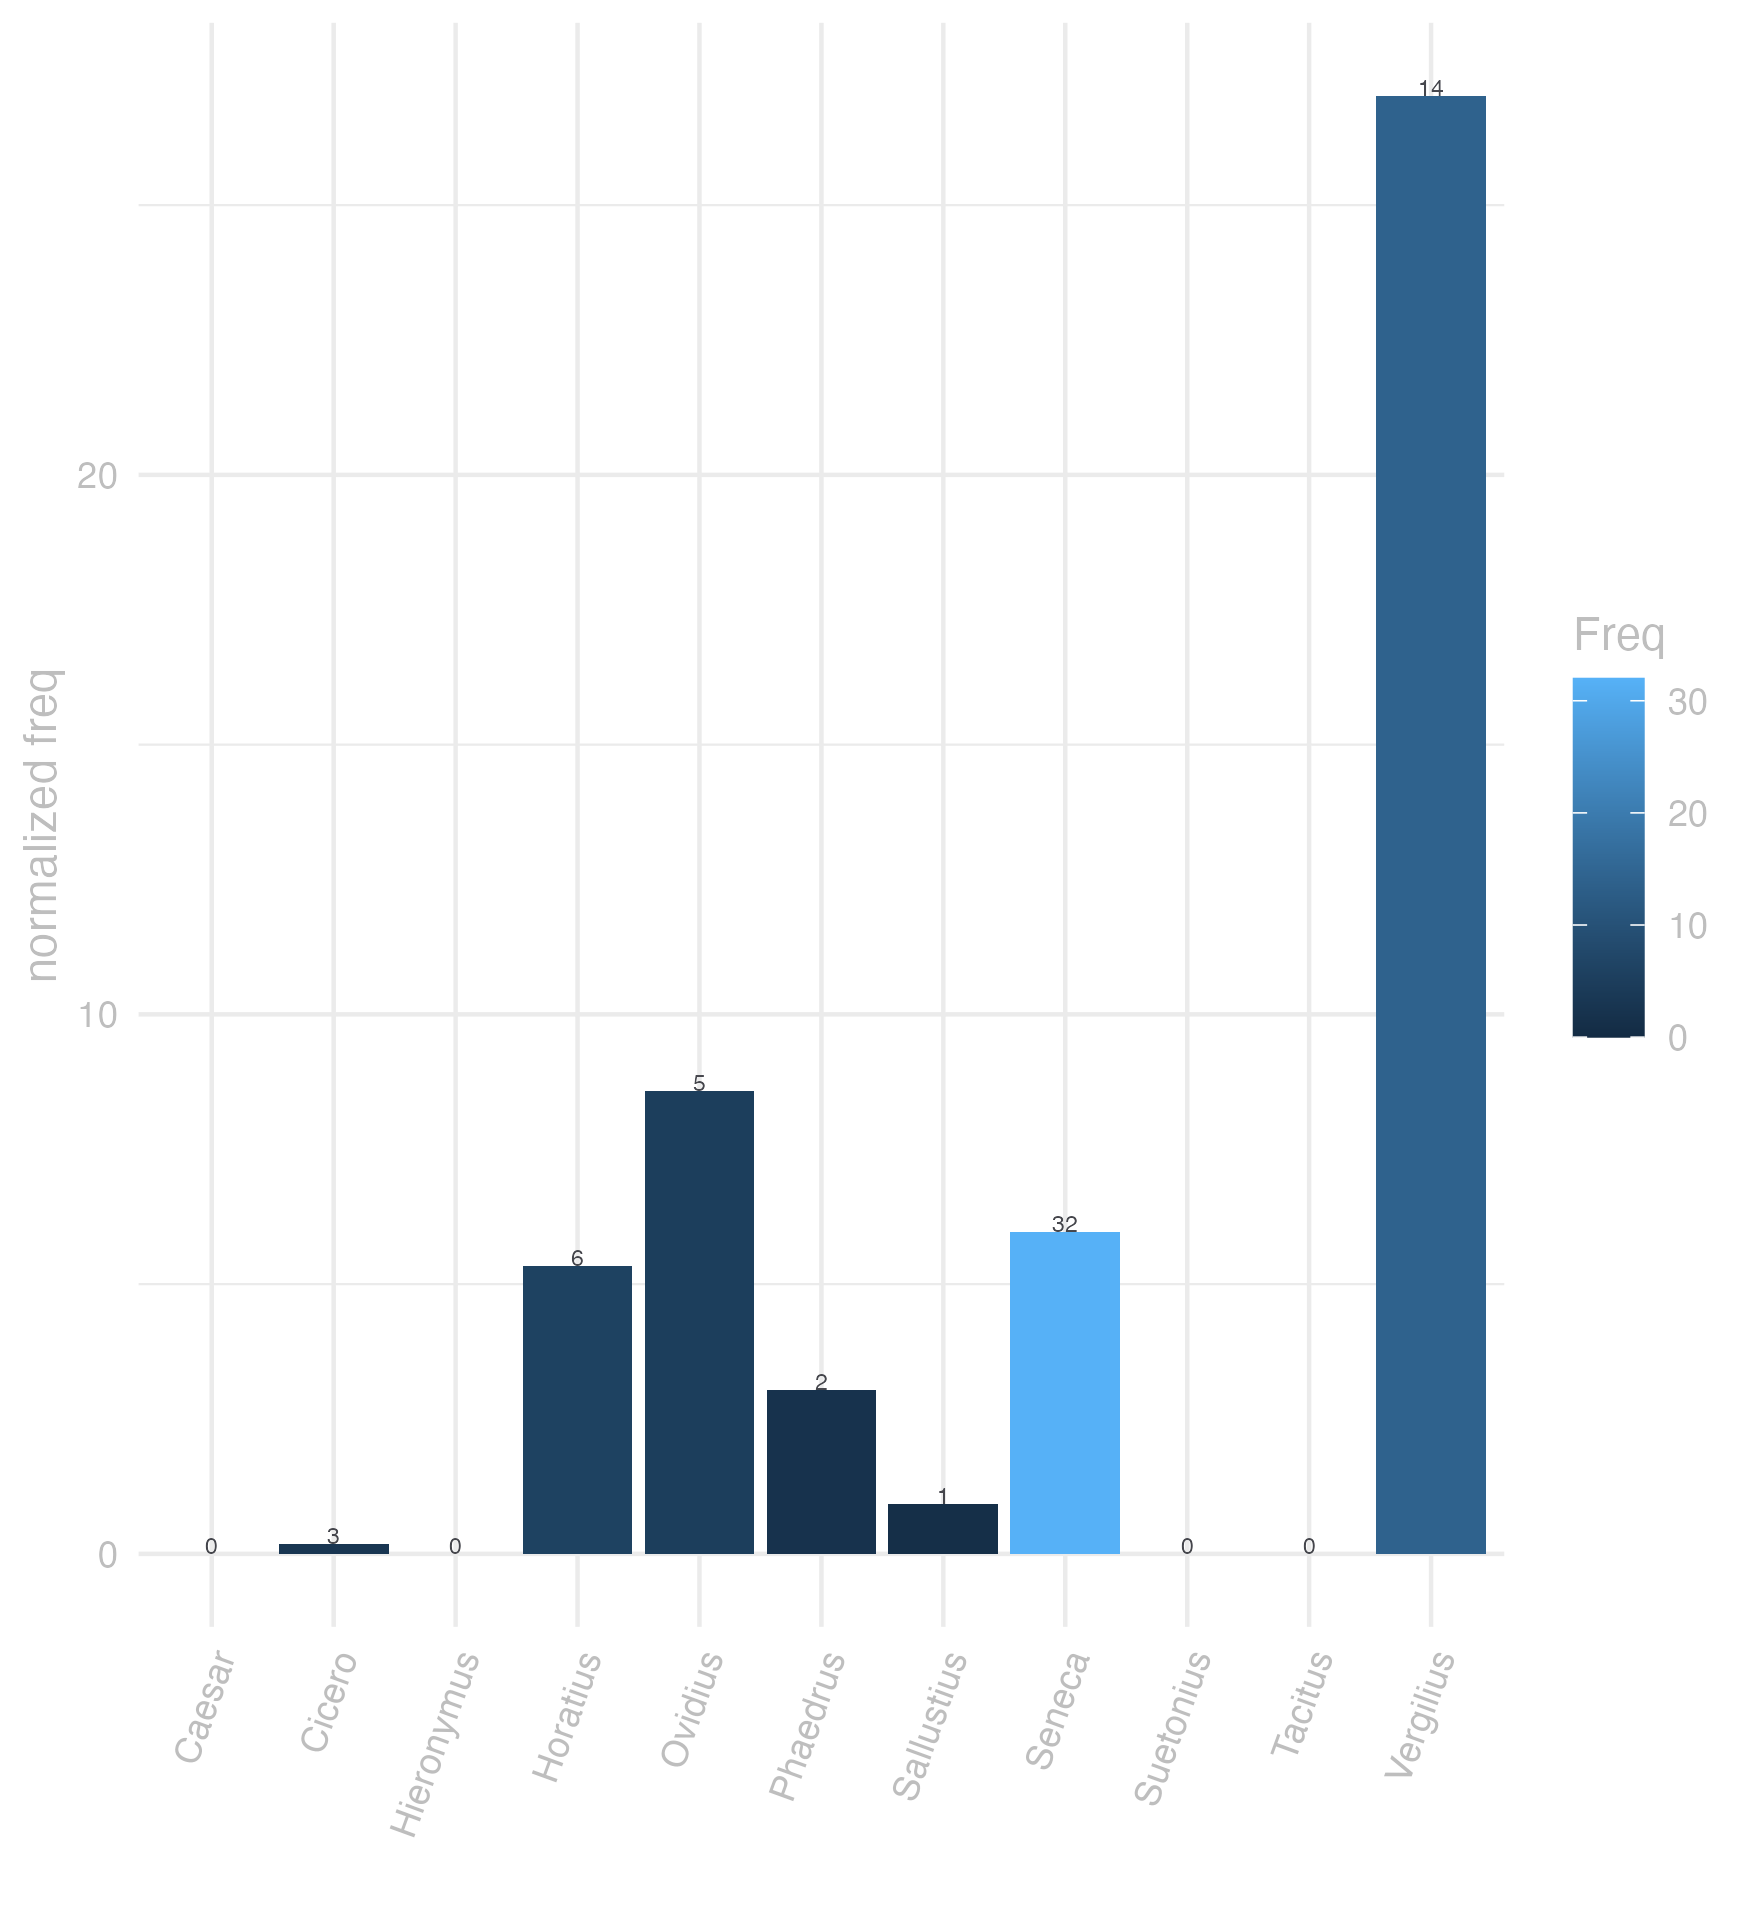 normalized freq
20
10
0
14
5
32
6
2
1
3
0
0
0
0
Caesar
Cicero
Hieronymus
Horatius
Ovidius
Phaedrus
Sallustius
Seneca
Suetonius
Tacitus
Vergilius
Freq
30
20
10
0